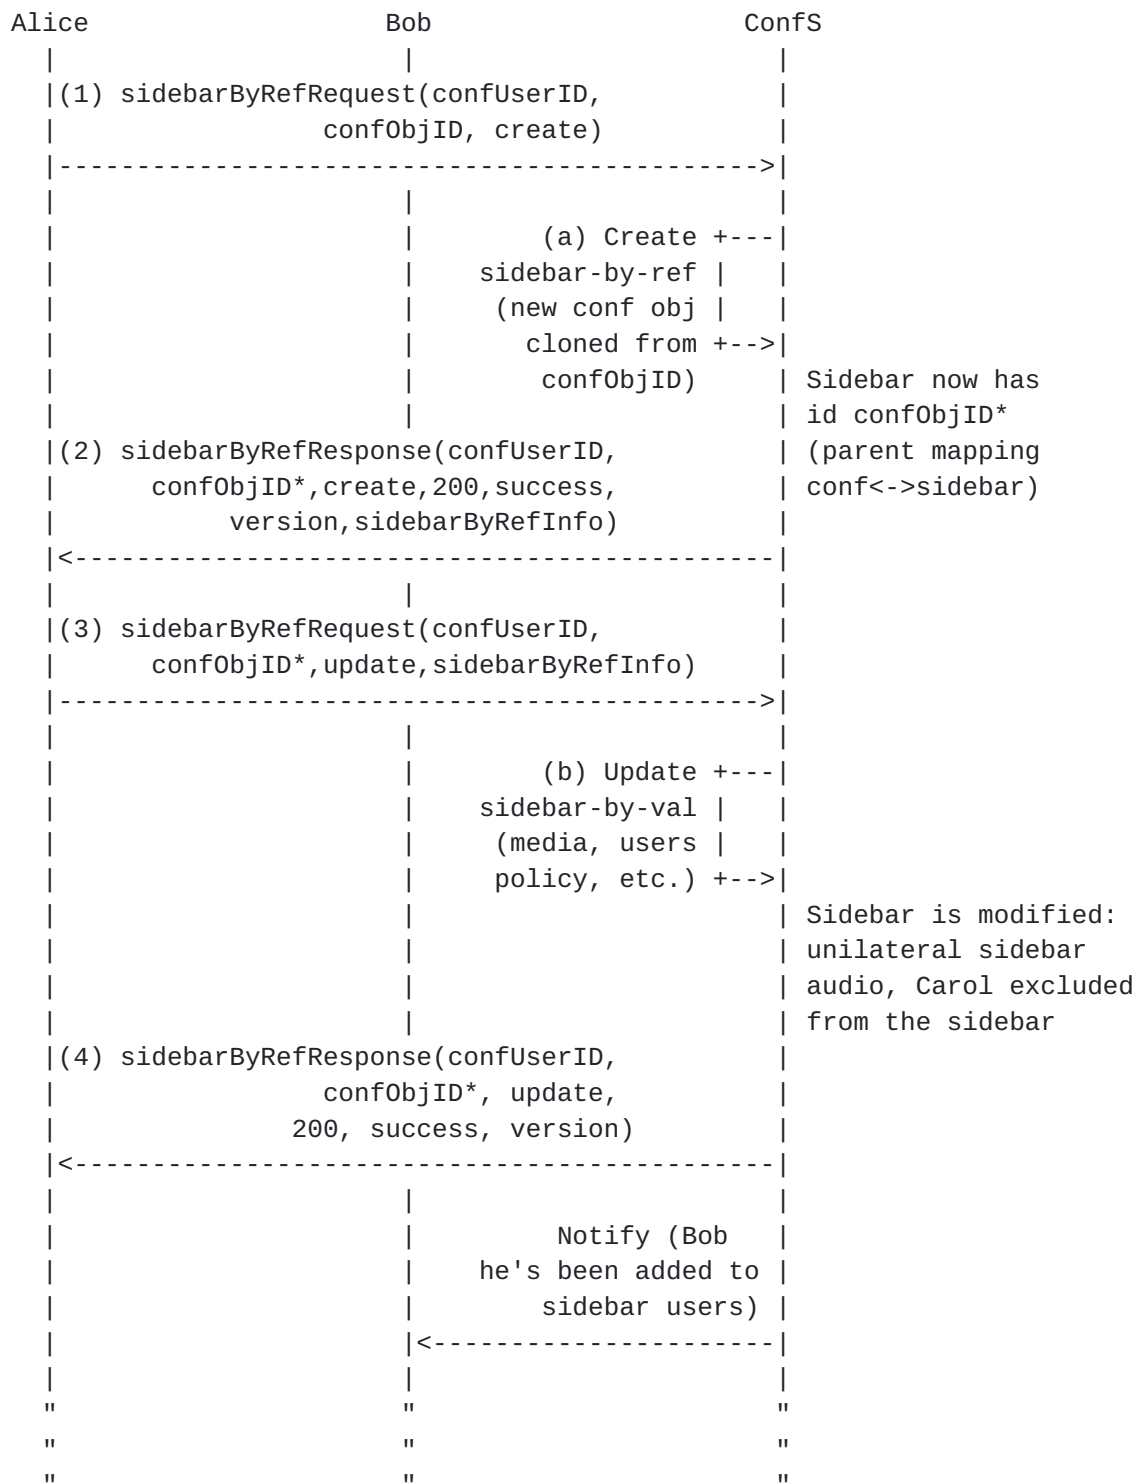 Alice                   Bob                    ConfS
  |                      |                       |
  |(1) sidebarByRefRequest(confUserID,           |
  |                 confObjID, create)           |
  |--------------------------------------------->|
  |                      |                       |
  |                      |        (a) Create +---|
  |                      |    sidebar-by-ref |   |
  |                      |     (new conf obj |   |
  |                      |       cloned from +-->|
  |                      |        confObjID)     | Sidebar now has
  |                      |                       | id confObjID*
  |(2) sidebarByRefResponse(confUserID,          | (parent mapping
  |      confObjID*,create,200,success,          | conf<->sidebar)
  |           version,sidebarByRefInfo)          |
  |<---------------------------------------------|
  |                      |                       |
  |(3) sidebarByRefRequest(confUserID,           |
  |      confObjID*,update,sidebarByRefInfo)     |
  |--------------------------------------------->|
  |                      |                       |
  |                      |        (b) Update +---|
  |                      |    sidebar-by-val |   |
  |                      |     (media, users |   |
  |                      |     policy, etc.) +-->|
  |                      |                       | Sidebar is modified:
  |                      |                       | unilateral sidebar
  |                      |                       | audio, Carol excluded
  |                      |                       | from the sidebar
  |(4) sidebarByRefResponse(confUserID,          |
  |                 confObjID*, update,          |
  |               200, success, version)         |
  |<---------------------------------------------|
  |                      |                       |
  |                      |         Notify (Bob   |
  |                      |    he's been added to |
  |                      |        sidebar users) |
  |                      |<----------------------|
  |                      |                       |
  "                      "                       "
  "                      "                       "
  "                      "                       "